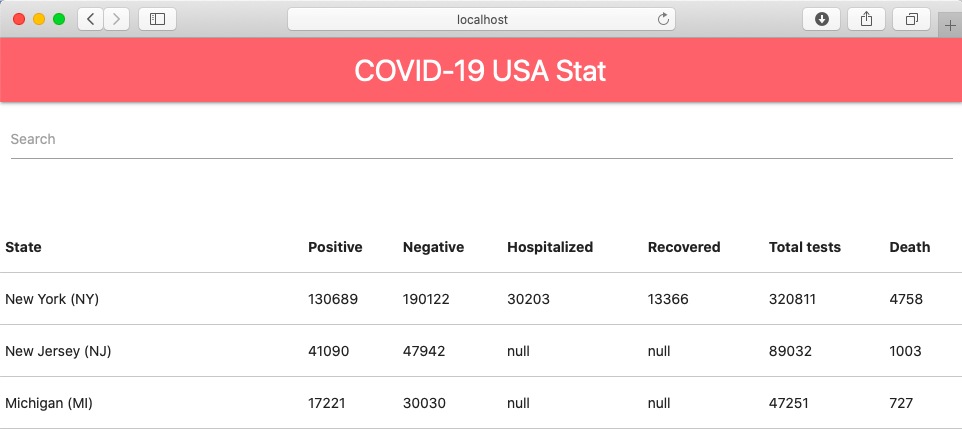 localhost
COVID-19 USA Stat
Search
State Positive Negative Hospitalized Recovered Total tests Death
New York (NY) 130689 190122 30203 13366 320811 4758
New Jersey (NJ) 41090 47942 null null 89032 1003
Michigan (MI) 17221 30030 null null 47251 727